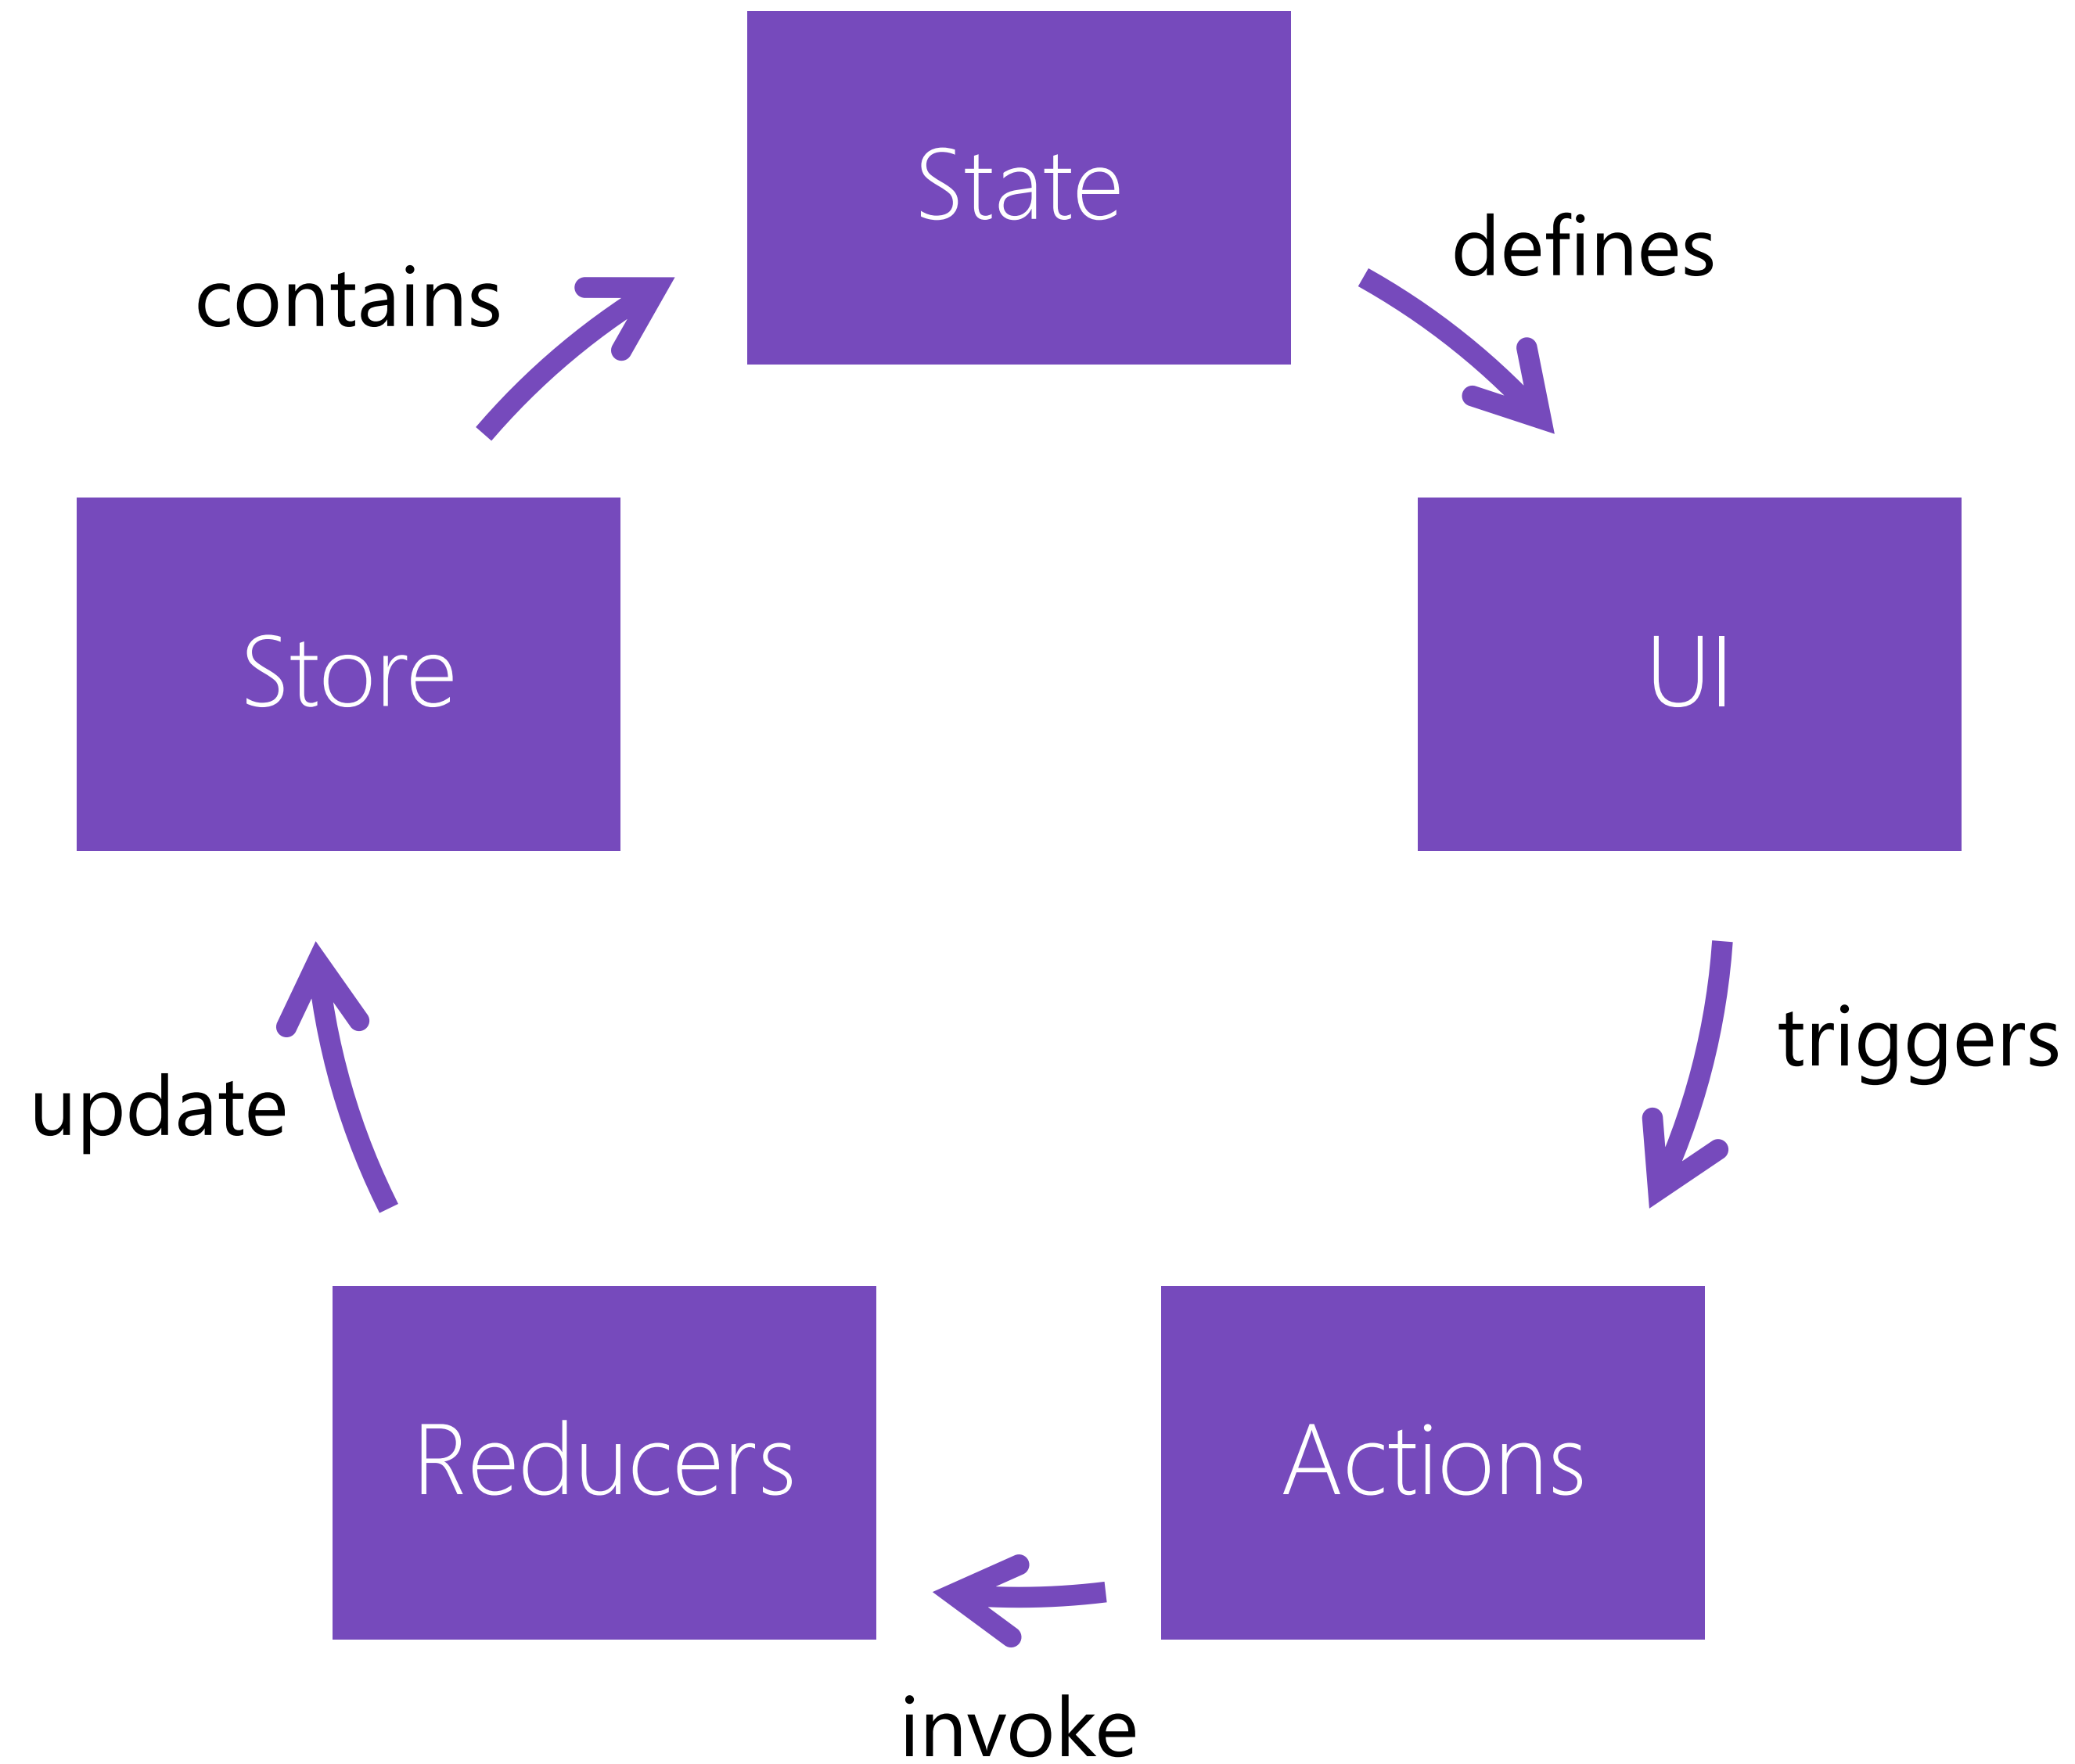 State
defines
contains
Store
UI
triggers
update
Reducers
Actions
invoke